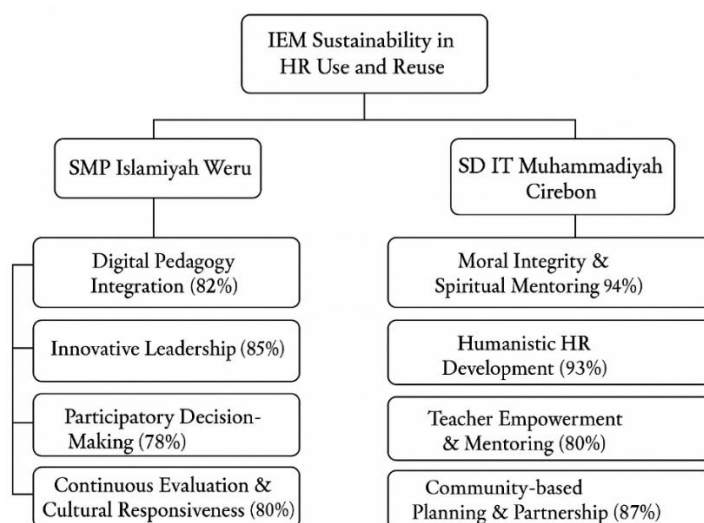 IEM Sustainability in
HR Use and Reuse
SMP Islamiyah Weru
SD IT Muhammadiyah
Cirebon
Digital Pedagogy
Integration (82%)
Innovative Leadership (85%)
Participatory Decision-
Making (78%)
Continuous Evaluation &
Cultural Responsiveness (80%)
Moral Integrity &
Spiritual Mentoring 94%)
Humanistic HR
Development (93%)
Teacher Empowerment
& Mentoring (80%)
Community-based
Planning & Partnership (87%)